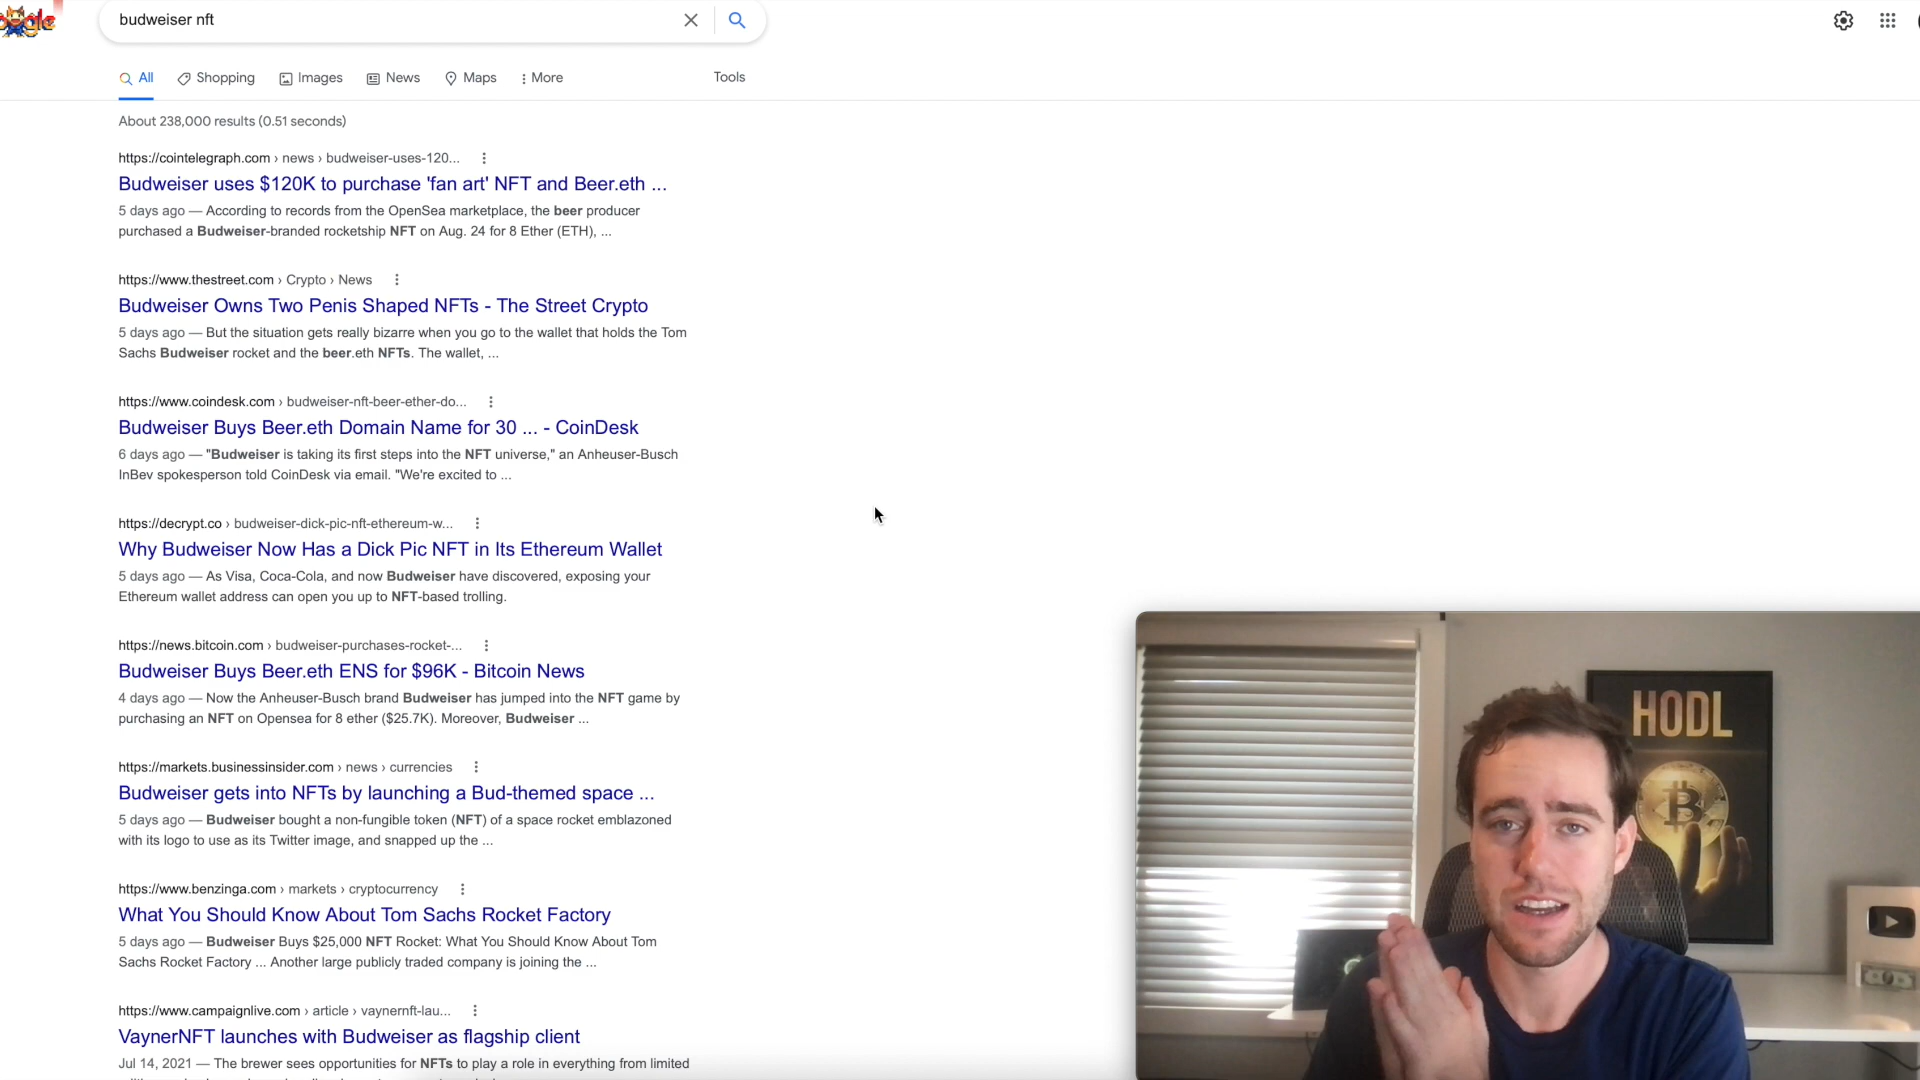 budweiser nft
All Shopping Images News Maps More Tools
About 238,000 results (0.51 seconds)
https://cointelegraph.com › news › budweiser-uses-120...
Budweiser uses $120K to purchase 'fan art' NFT and Beer.eth ...
5 days ago — According to records from the OpenSea marketplace, the beer producer
purchased a Budweiser-branded rocketship NFT on Aug. 24 for 8 Ether (ETH), ...
https://www.thestreet.com › Crypto › News
Budweiser Owns Two Penis Shaped NFTs - The Street Crypto
5 days ago — But the situation gets really bizarre when you go to the wallet that holds the Tom
Sachs Budweiser rocket and the beer.eth NFTs. The wallet, ...
https://www.coindesk.com › budweiser-nft-beer-ether-do...
Budweiser Buys Beer.eth Domain Name for 30 ... - CoinDesk
6 days ago — "Budweiser is taking its first steps into the NFT universe," an Anheuser-Busch
InBev spokesperson told CoinDesk via email. "We're excited to ...
https://decrypt.co › budweiser-dick-pic-nft-ethereum-w...
Why Budweiser Now Has a Dick Pic NFT in Its Ethereum Wallet
5 days ago — As Visa, Coca-Cola, and now Budweiser have discovered, exposing your
Ethereum wallet address can open you up to NFT-based trolling.
https://news.bitcoin.com › budweiser-purchases-rocket-...
Budweiser Buys Beer.eth ENS for $96K - Bitcoin News
4 days ago — Now the Anheuser-Busch brand Budweiser has jumped into the NFT game by
purchasing an NFT on Opensea for 8 ether ($25.7K). Moreover, Budweiser ...
https://markets.businessinsider.com › news › currencies
Budweiser gets into NFTs by launching a Bud-themed space ...
5 days ago — Budweiser bought a non-fungible token (NFT) of a space rocket emblazoned
with its logo to use as its Twitter image, and snapped up the ...
https://www.benzinga.com › markets › cryptocurrency
What You Should Know About Tom Sachs Rocket Factory
5 days ago — Budweiser Buys $25,000 NFT Rocket: What You Should Know About Tom
Sachs Rocket Factory ... Another large publicly traded company is joining the ...
https://www.campaignlive.com › article › vaynernft-lau...
VaynerNFT launches with Budweiser as flagship client
Jul 14, 2021 — The brewer sees opportunities for NFTs to play a role in everything from limited
HODL